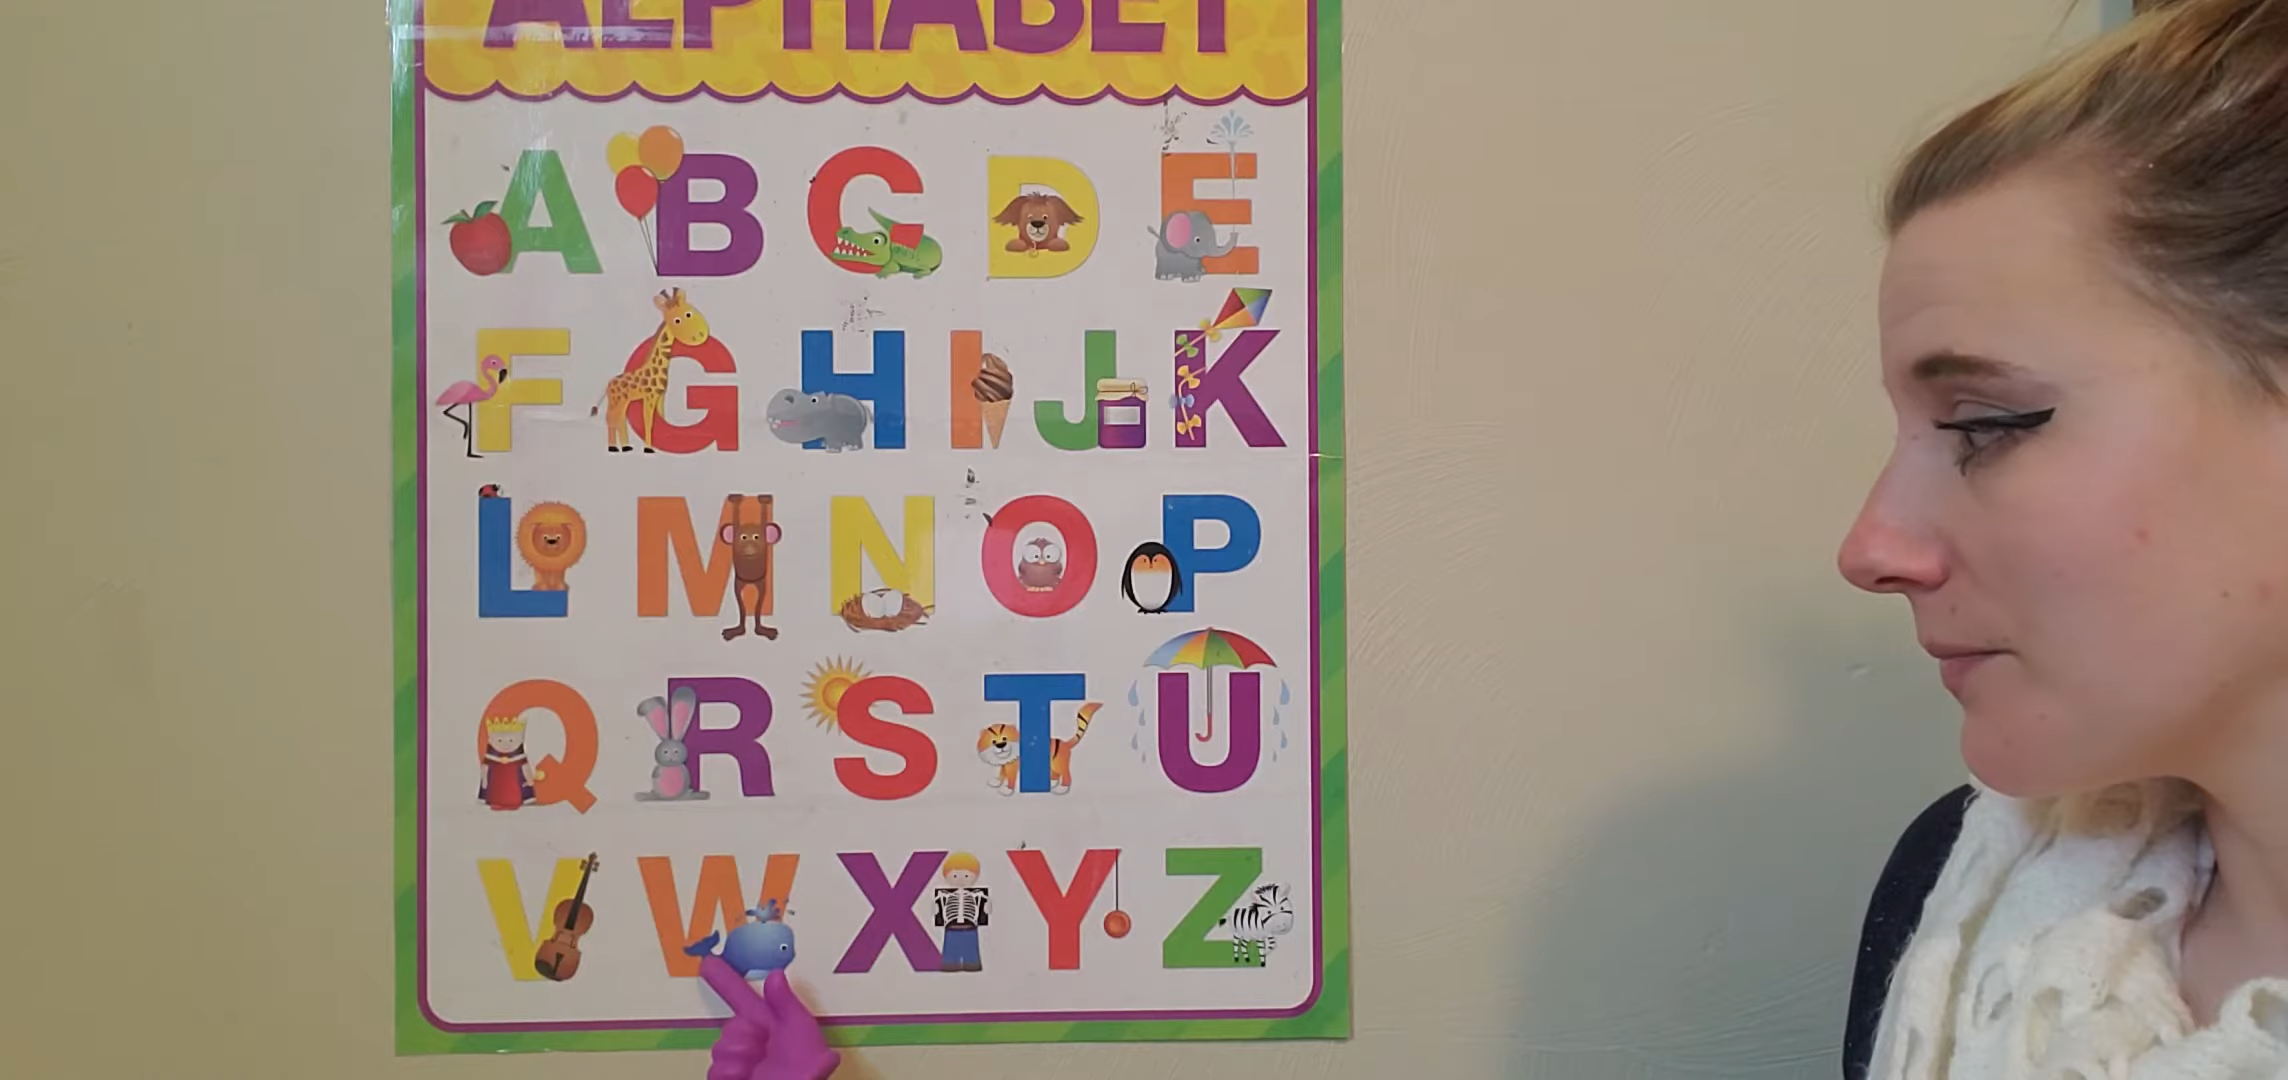 ALPHABET
A B C D E
F G H I J K
L M N O P
Q R S T U
V W X Y Z